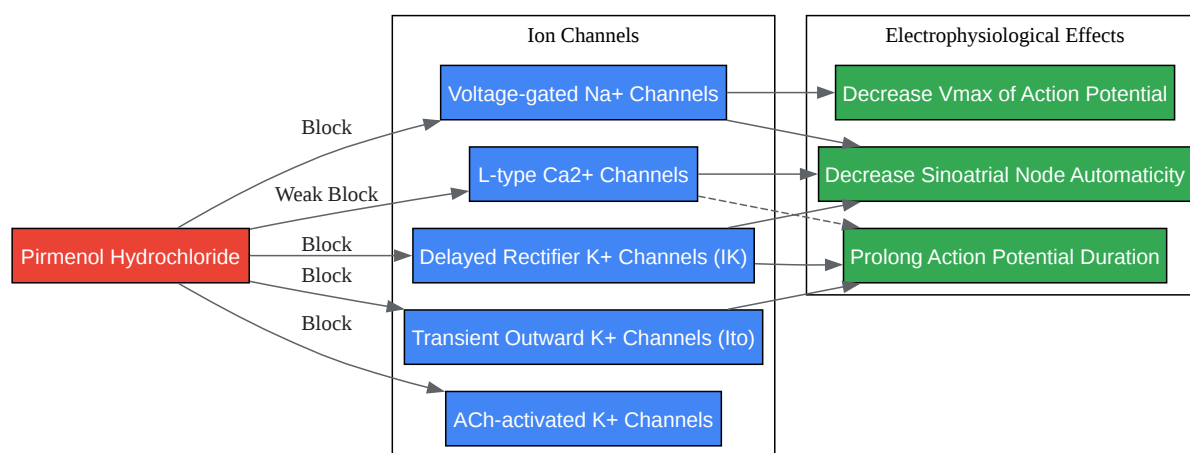 Ion Channels
Electrophysiological Effects
Voltage-gated Na+ Channels
Decrease Vmax of Action Potential
Block
L-type Ca2+ Channels
Decrease Sinoatrial Node Automaticity
Weak Block
Pirmenol Hydrochloride
Block
Delayed Rectifier K+ Channels (IK)
Prolong Action Potential Duration
Block
Transient Outward K+ Channels (Ito)
Block
ACh-activated K+ Channels